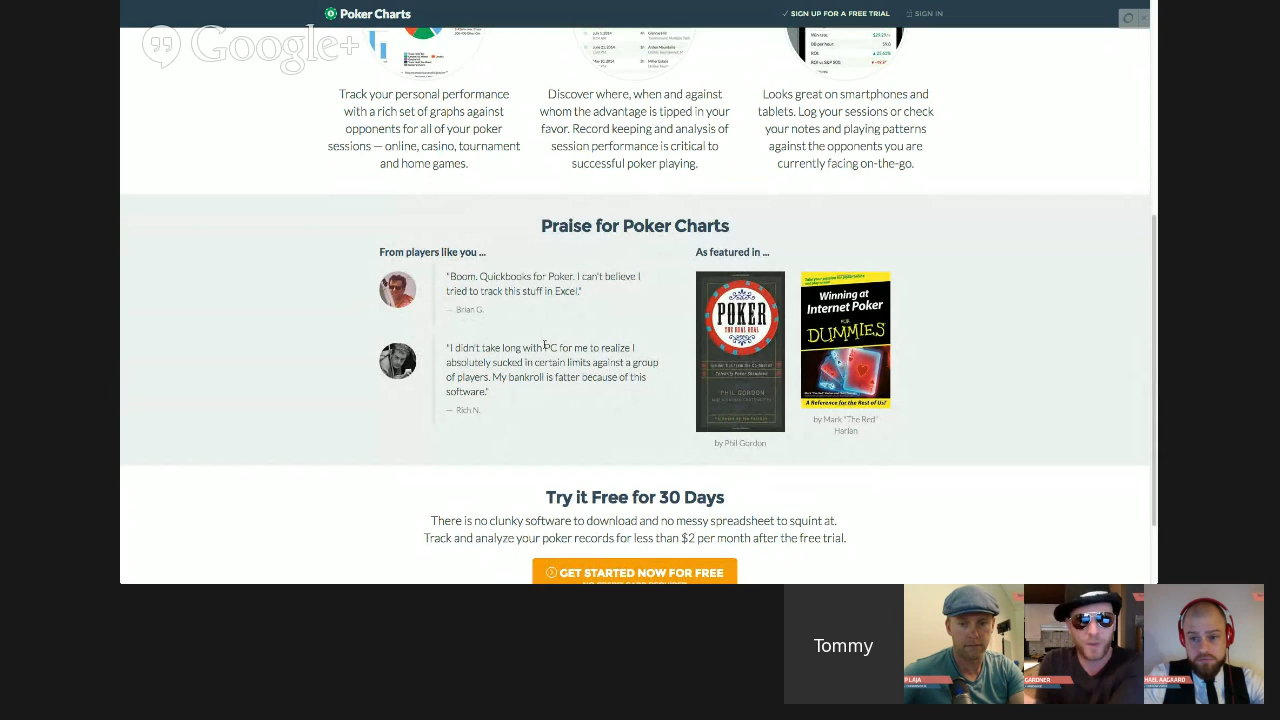 Poker Charts
SIGN UP FOR A FREE TRIAL
SIGN IN
Google+
Track your personal performance
with a rich set of graphs against
opponents for all of your poker
sessions — online, casino, tournament
and home games.
Discover where, when and against
whom the advantage is tipped in your
favor. Record keeping and analysis of
session performance is critical to
successful poker playing.
Looks great on smartphones and
tablets. Log your sessions or check
your notes and playing patterns
against the opponents you are
currently facing on-the-go.
Praise for Poker Charts
From players like you ...
"Boom. Quickbooks for Poker. I can't believe I
tried to track this stuff in Excel."
— Brian G.
"I didn't take long with PC for me to realize I
absolutely sucked in certain limits against a group
of players. My bankroll is fatter because of this
software."
— Rich N.
As featured in ...
POKER
THE REAL DEAL
PHIL GORDON
by Phil Gordon
Winning at
Internet Poker
FOR
DUMMIES
A Reference for the Rest of Us!
by Mark "The Red"
Harlan
Try it Free for 30 Days
There is no clunky software to download and no messy spreadsheet to squint at.
Track and analyze your poker records for less than $2 per month after the free trial.
GET STARTED NOW FOR FREE
Tommy
P LAJA
GARDNER
HAEL AAGAARD